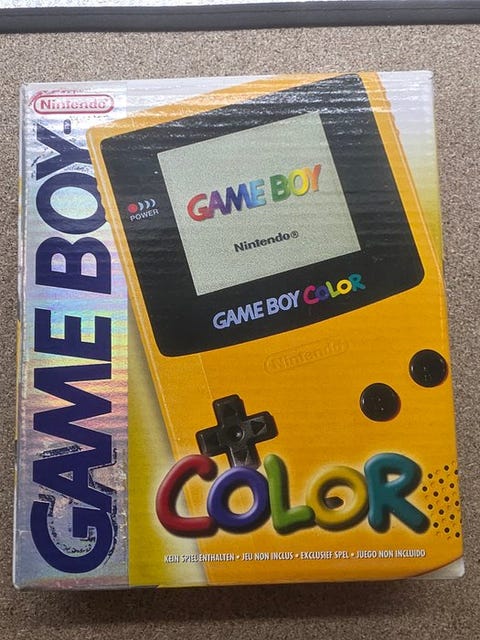 Nintendo®
GAME BOY
GAME BOY
Nintendo®
POWER
GAME BOY COLOR
Nintendo
COLOR
KEIN SPIEL ENTHALTEN • JEU NON INCLUS • EXCLUSIEF SPEL • JUEGO NON INCLUIDO